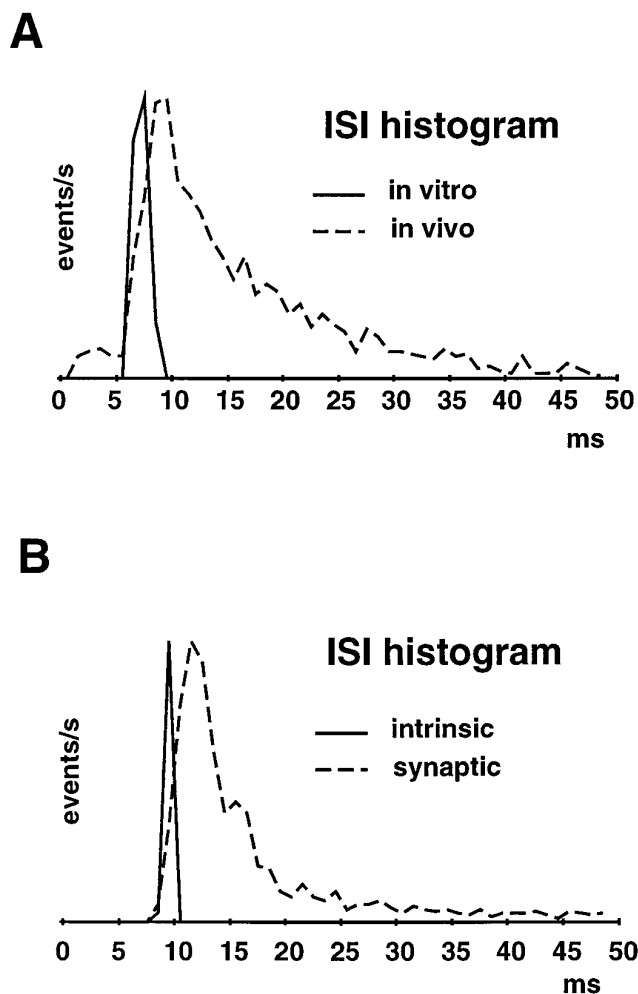 A
ISI histogram
in vitro
in vivo
events/s
0 5 10 15 20 25 30 35 40 45 50
ms
B
ISI histogram
intrinsic
synaptic
events/s
0 5 10 15 20 25 30 35 40 45 50
ms